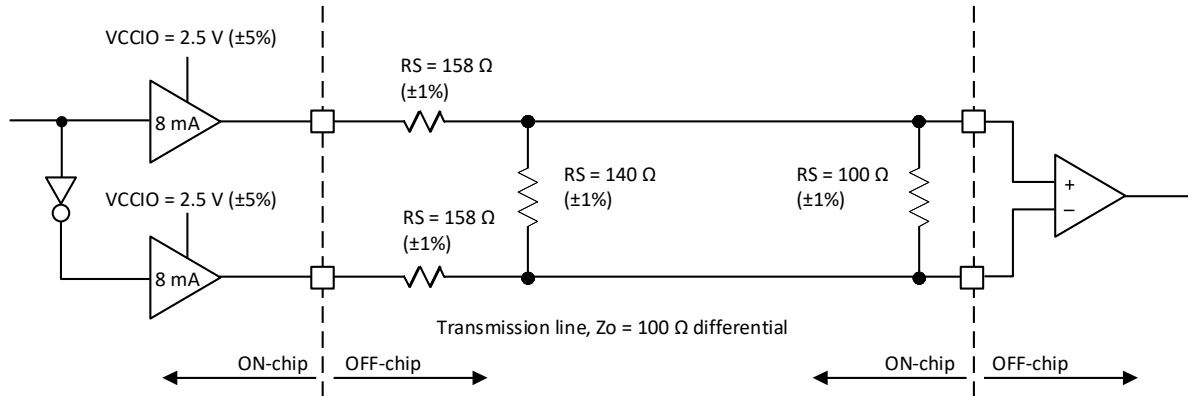 VCCIO = 2.5 V (±5%)
RS = 158 Ω
(±1%)
8 mA
RS = 140 Ω
(±1%)
RS = 100 Ω
(±1%)
+
−
VCCIO = 2.5 V (±5%)
RS = 158 Ω
(±1%)
8 mA
Transmission line, Zo = 100 Ω differential
ON-chip OFF-chip
ON-chip OFF-chip